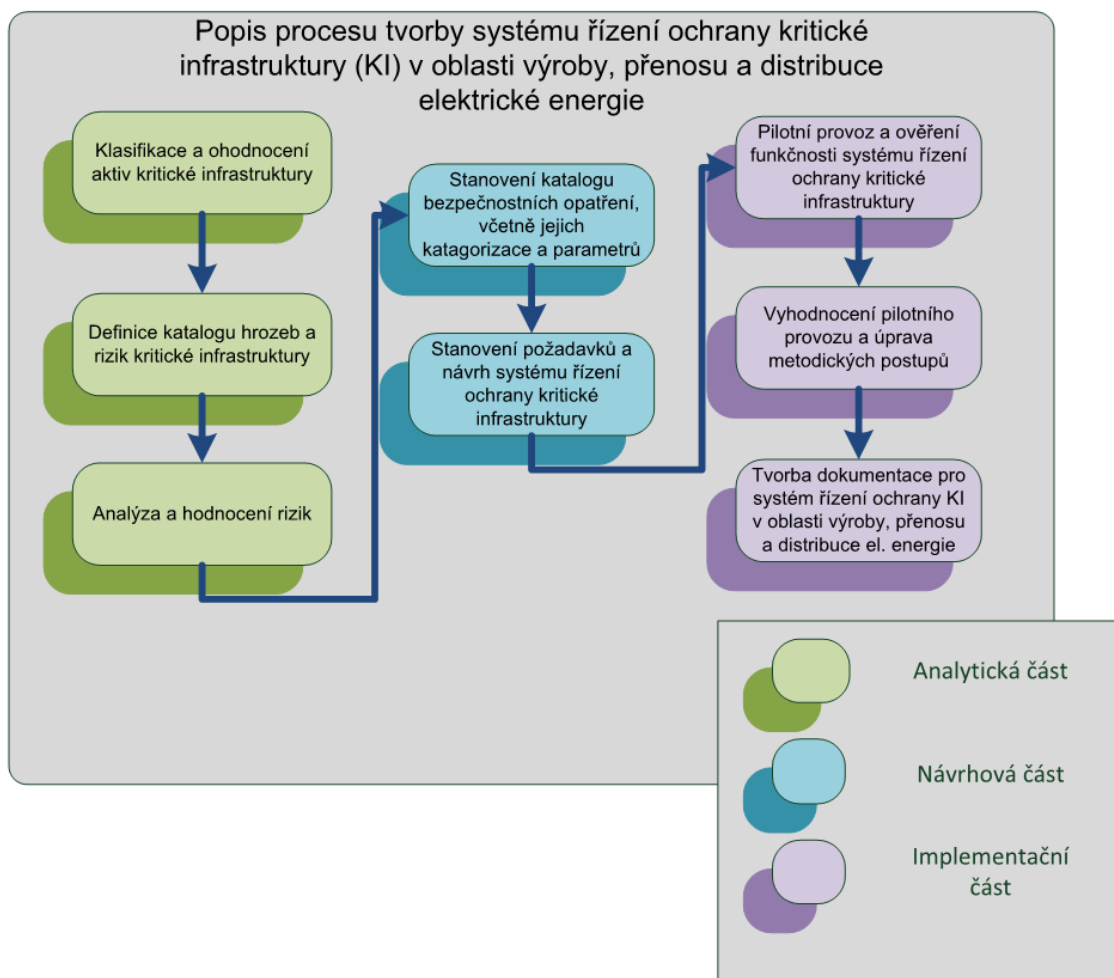 Popis procesu tvorby systému řízení ochrany kritické
infrastruktury (KI) v oblasti výroby, přenosu a distribuce
elektrické energie
Klasifikace a ohodnocení
aktiv kritické infrastruktury
Definice katalogu hrozeb a
rizik kritické infrastruktury
Analýza a hodnocení rizik
Stanovení katalogu
bezpečnostních opatření,
včetně jejich
katagorizace a parametrů
Stanovení požadavků a
návrh systému řízení
ochrany kritické
infrastruktury
Pilotní provoz a ověření
funkčnosti systému řízení
ochrany kritické
infrastruktury
Vyhodnocení pilotního
provozu a úprava
metodických postupů
Tvorba dokumentace pro
systém řízení ochrany KI
v oblasti výroby, přenosu
a distribuce el. energie
Analytická část
Návrhová část
Implementační
část